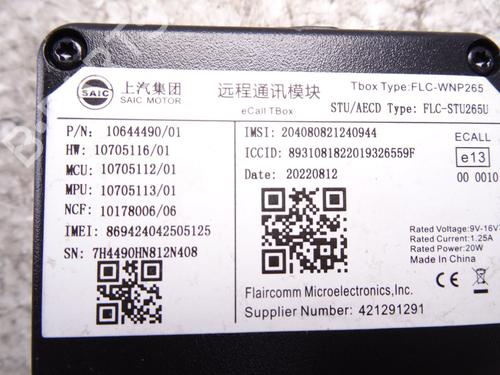 SAIC
上汽集团
SAIC MOTOR
远程通讯模块
eCall TBox
Tbox Type:FLC-WNP265
STU/AECD Type: FLC-STU265U
P/N: 10644490/01
HW: 10705116/01
MCU: 10705112/01
MPU: 10705113/01
NCF: 10178006/06
IMEI: 869424042505125
SN: 7H4490HN812N408
IMSI: 204080821240944
ICCID: 8931081822019326559F
Date: 20220812
ECALL
e13
00 0010
Rated Voltage:9V-16V
Rated Current:1.25A
Rated Power:20W
Made in China
CE
Flaircomm Microelectronics,Inc.
Supplier Number: 421291291